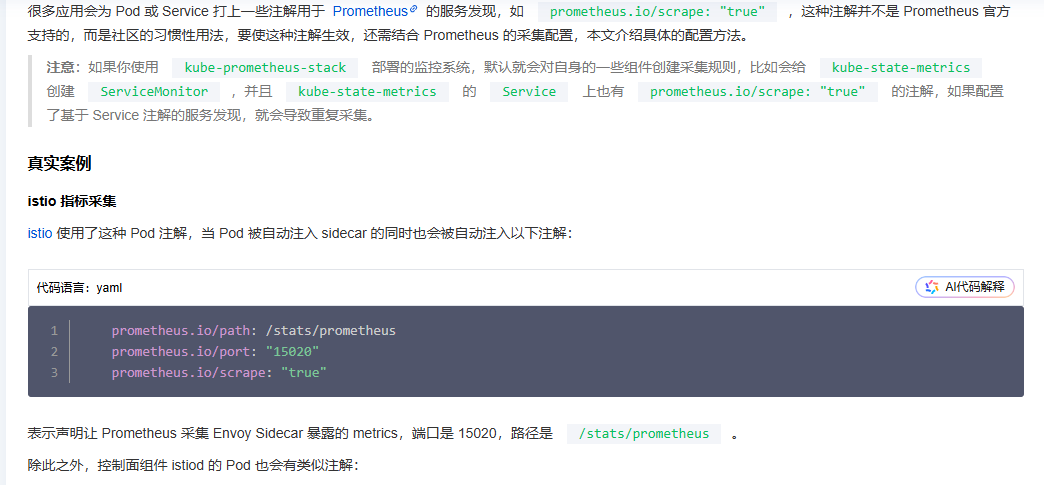 很多应用会为 Pod 或 Service 打上一些注解用于 Prometheus 的服务发现，如 prometheus.io/scrape: "true" ，这种注解并不是 Prometheus 官方
支持的，而是社区的习惯性用法，要使这种注解生效，还需结合 Prometheus 的采集配置，本文介绍具体的配置方法。
注意：如果你使用 kube-prometheus-stack 部署的监控系统，默认就会对自身的一些组件创建采集规则，比如会给 kube-state-metrics
创建 ServiceMonitor ，并且 kube-state-metrics 的 Service 上也有 prometheus.io/scrape: "true" 的注解，如果配置
了基于 Service 注解的服务发现，就会导致重复采集。
真实案例
istio 指标采集
istio 使用了这种 Pod 注解，当 Pod 被自动注入 sidecar 的同时也会被自动注入以下注解：
代码语言：yaml AI代码解释
1 prometheus.io/path: /stats/prometheus
2 prometheus.io/port: "15020"
3 prometheus.io/scrape: "true"
表示声明让 Prometheus 采集 Envoy Sidecar 暴露的 metrics，端口是 15020，路径是 /stats/prometheus 。
除此之外，控制面组件 istiod 的 Pod 也会有类似注解：